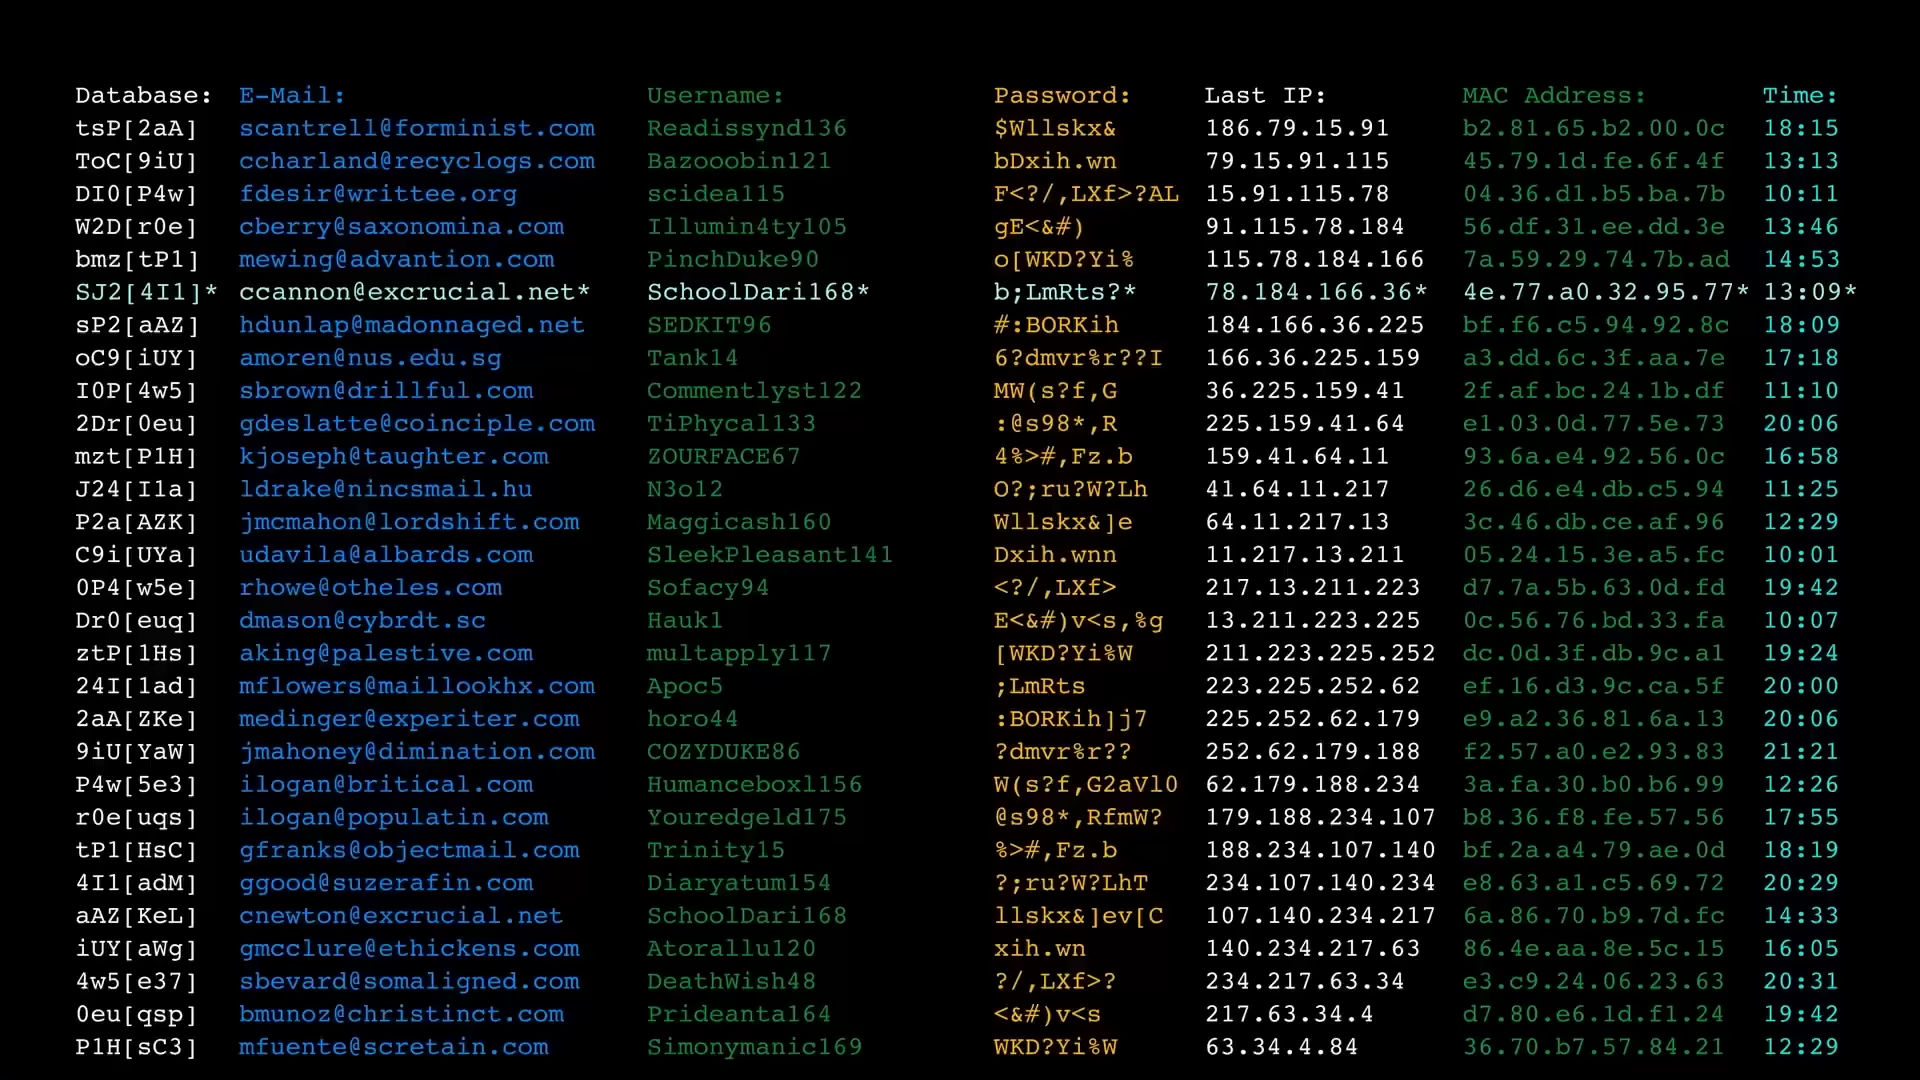 Database: E-Mail: Username: Password: Last IP: MAC Address: Time:
tsP[2aA] scantrell@forminist.com Readissynd136 $Wllskx& 186.79.15.91 b2.81.65.b2.00.0c 18:15
ToC[9iU] ccharland@recyclogs.com Bazooobin121 bDxih.wn 79.15.91.115 45.79.1d.fe.6f.4f 13:13
DI0[P4w] fdesir@writtee.org scidea115 F<?/,LXf>?AL 15.91.115.78 04.36.d1.b5.ba.7b 10:11
W2D[r0e] cberry@saxonomina.com Illumin4ty105 gE<&#) 91.115.78.184 56.df.31.ee.dd.3e 13:46
bmz[tP1] mewing@advantion.com PinchDuke90 o[WKD?Yi% 115.78.184.166 7a.59.29.74.7b.ad 14:53
SJ2[4I1]* ccannon@excrucial.net* SchoolDari168* b;LmRts?* 78.184.166.36* 4e.77.a0.32.95.77* 13:09*
sP2[aAZ] hdunlap@madonnaged.net SEDKIT96 #:BORKih 184.166.36.225 bf.f6.c5.94.92.8c 18:09
oC9[iUY] amoren@nus.edu.sg Tank14 6?dmvr%r??I 166.36.225.159 a3.dd.6c.3f.aa.7e 17:18
I0P[4w5] sbrown@drillful.com Commentlyst122 MW(s?f,G 36.225.159.41 2f.af.bc.24.1b.df 11:10
2Dr[0eu] gdeslatte@coinciple.com TiPhycal133 :@s98*,R 225.159.41.64 e1.03.0d.77.5e.73 20:06
mzt[P1H] kjoseph@taughter.com ZOURFACE67 4%>#,Fz.b 159.41.64.11 93.6a.e4.92.56.0c 16:58
J24[I1a] ldrake@nincsmail.hu N3o12 O?;ru?W?Lh 41.64.11.217 26.d6.e4.db.c5.94 11:25
P2a[AZK] jmcmahon@lordshift.com Maggicash160 Wllskx&]e 64.11.217.13 3c.46.db.ce.af.96 12:29
C9i[UYa] udavila@albards.com SleekPleasant141 Dxih.wnn 11.217.13.211 05.24.15.3e.a5.fc 10:01
0P4[w5e] rhowe@otheles.com Sofacy94 <?/,LXf> 217.13.211.223 d7.7a.5b.63.0d.fd 19:42
Dr0[euq] dmason@cybrdt.sc Hauk1 E<&#)v<s,%g 13.211.223.225 0c.56.76.bd.33.fa 10:07
ztP[1Hs] aking@palestive.com multapply117 [WKD?Yi%W 211.223.225.252 dc.0d.3f.db.9c.a1 19:24
24I[1ad] mflowers@maillookhx.com Apoc5 ;LmRts 223.225.252.62 ef.16.d3.9c.ca.5f 20:00
2aA[ZKe] medinger@experiter.com horo44 :BORKih]j7 225.252.62.179 e9.a2.36.81.6a.13 20:06
9iU[YaW] jmahoney@dimination.com COZYDUKE86 ?dmvr%r?? 252.62.179.188 f2.57.a0.e2.93.83 21:21
P4w[5e3] ilogan@britical.com Humanceboxl156 W(s?f,G2aVl0 62.179.188.234 3a.fa.30.b0.b6.99 12:26
r0e[uqs] ilogan@populatin.com Youredgeld175 @s98*,RfmW? 179.188.234.107 b8.36.f8.fe.57.56 17:55
tP1[HsC] gfranks@objectmail.com Trinity15 %>#,Fz.b 188.234.107.140 bf.2a.a4.79.ae.0d 18:19
4I1[adM] ggood@suzerafin.com Diaryatum154 ?;ru?W?LhT 234.107.140.234 e8.63.a1.c5.69.72 20:29
aAZ[KeL] cnewton@excrucial.net SchoolDari168 llskx&]ev[C 107.140.234.217 6a.86.70.b9.7d.fc 14:33
iUY[aWg] gmcclure@ethickens.com Atorallu120 xih.wn 140.234.217.63 86.4e.aa.8e.5c.15 16:05
4w5[e37] sbevard@somaligned.com DeathWish48 ?/,LXf>? 234.217.63.34 e3.c9.24.06.23.63 20:31
0eu[qsp] bmunoz@christinct.com Prideanta164 <&#)v<s 217.63.34.4 d7.80.e6.1d.f1.24 19:42
P1H[sC3] mfuente@scretain.com Simonymanic169 WKD?Yi%W 63.34.4.84 36.70.b7.57.84.21 12:29